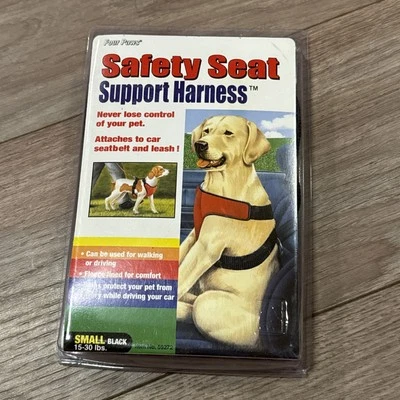 Four Paws
Safety Seat
Support Harness™
Never lose control
of your pet.
Attaches to car
seatbelt and leash!
• Can be used for walking
or driving
lined for comfort
protect your pet from
while driving your car
SMALL-BLACK
15-30 lbs.